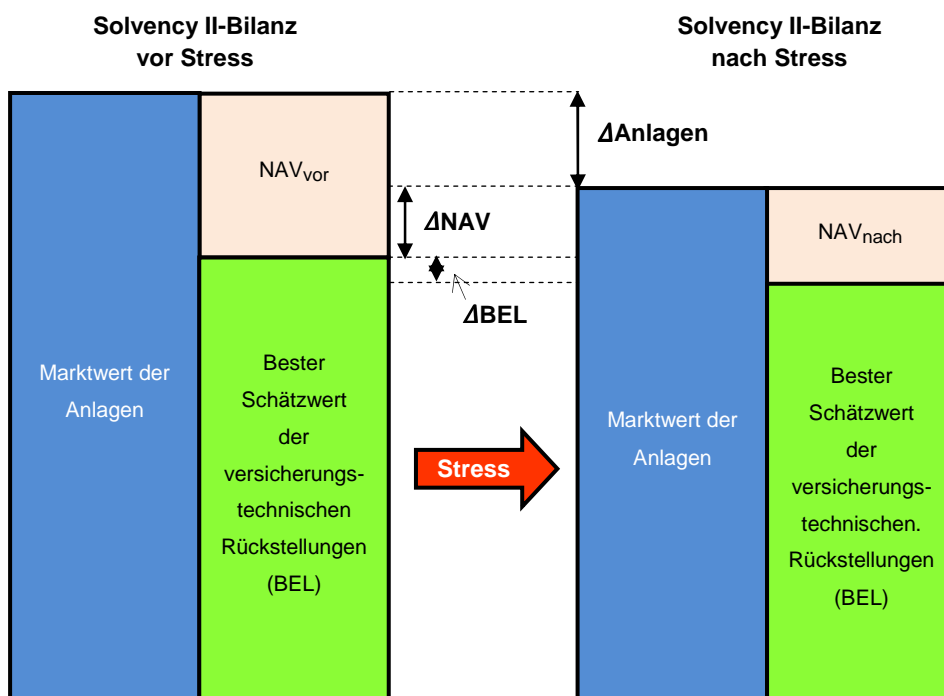 Solvency II-Bilanz
vor Stress
Solvency II-Bilanz
nach Stress
ΔAnlagen
NAVvor
ΔNAV
NAVnach
ΔBEL
Marktwert der
Anlagen
Bester
Schätzwert
der
versicherungs-
technischen
Rückstellungen
(BEL)
Stress
Marktwert der
Anlagen
Bester
Schätzwert
der
versicherungs-
technischen.
Rückstellungen
(BEL)